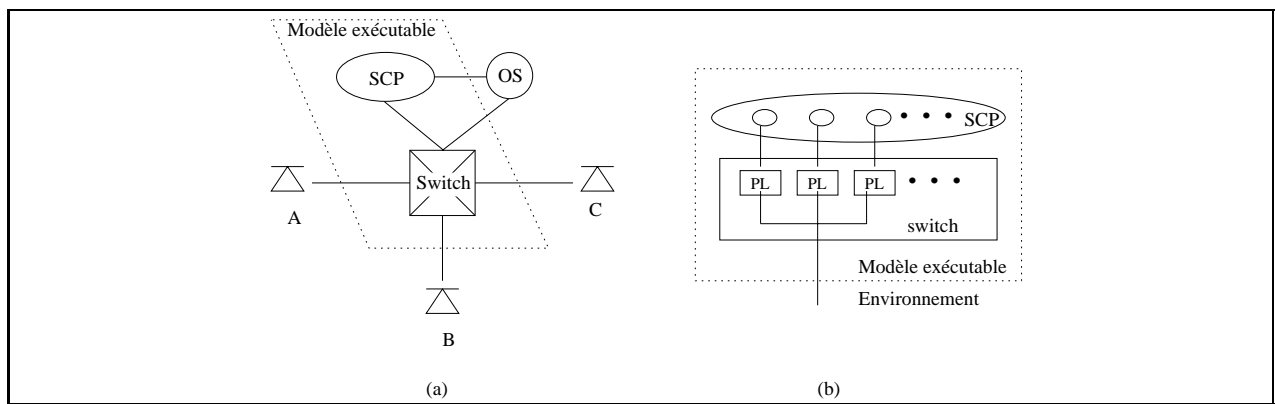 Modèle exécutable
SCP
OS
Switch
A
C
B
(a)
SCP
PL
PL
PL
switch
Modèle exécutable
Environnement
(b)